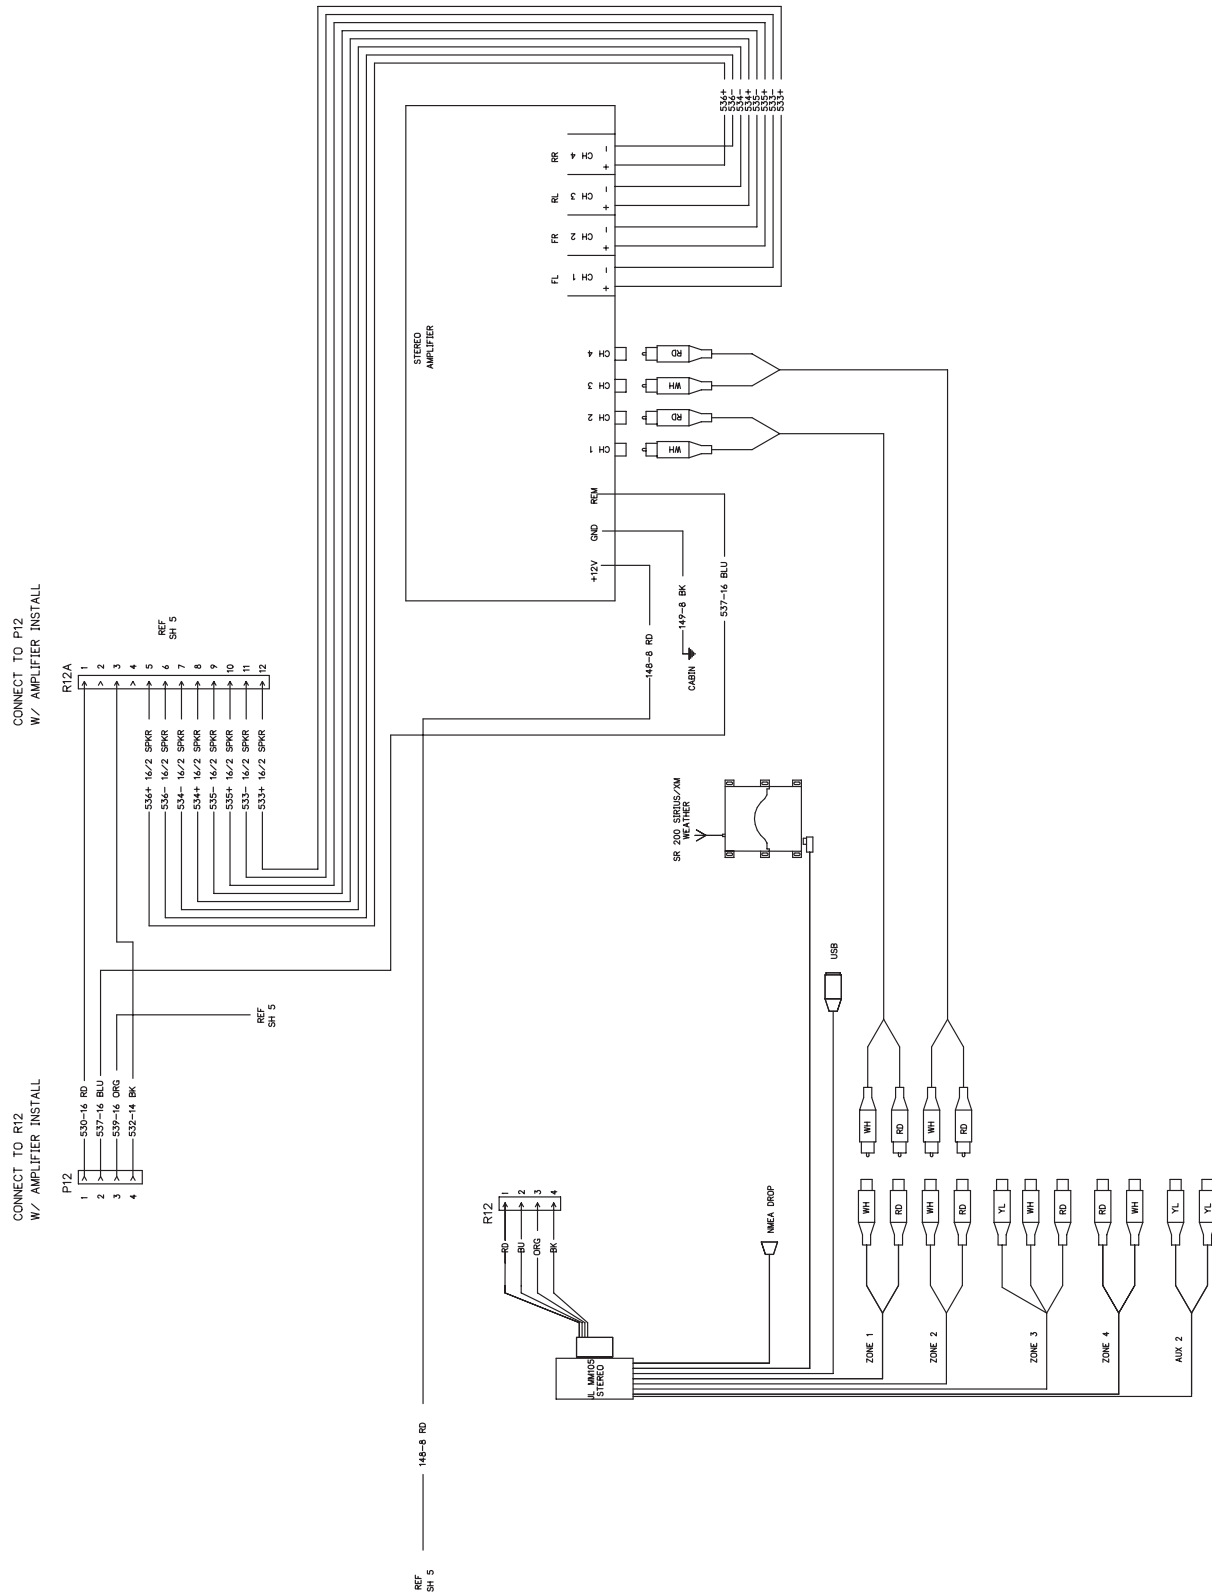 CONNECT TO R12
W/ AMPLIFIER INSTALL
P12
1
2
3
4
530-16 RD
537-16 BLU
539-16 ORG
532-14 BK
REF
SH 5
CONNECT TO P12
W/ AMPLIFIER INSTALL
R12A
1
2
3
4
5
6
7
8
9
10
11
12
REF
SH 5
536+ 16/2 SPKR
536- 16/2 SPKR
534- 16/2 SPKR
534+ 16/2 SPKR
535- 16/2 SPKR
535+ 16/2 SPKR
533- 16/2 SPKR
533+ 16/2 SPKR
REF
SH 5
148-8 RD
STEREO
AMPLIFIER
+12V
GND
REM
CH 1
CH 2
CH 3
CH 4
FL
FR
RL
RR
CH 1
CH 2
CH 3
CH 4
+
-
+
-
+
-
+
-
148-8 RD
149-8 BK
CABIN
537-16 BLU
WH
RD
WH
RD
536+
536-
534-
534+
535-
535+
533-
533+
R12
1
2
3
4
RD
BU
ORG
BK
JL MM105
STEREO
SR 200 SIRIUS/XM
WEATHER
NMEA DROP
USB
WH
RD
WH
RD
ZONE 1
WH
RD
ZONE 2
WH
RD
ZONE 3
YL
WH
RD
ZONE 4
RD
WH
AUX 2
YL
YL